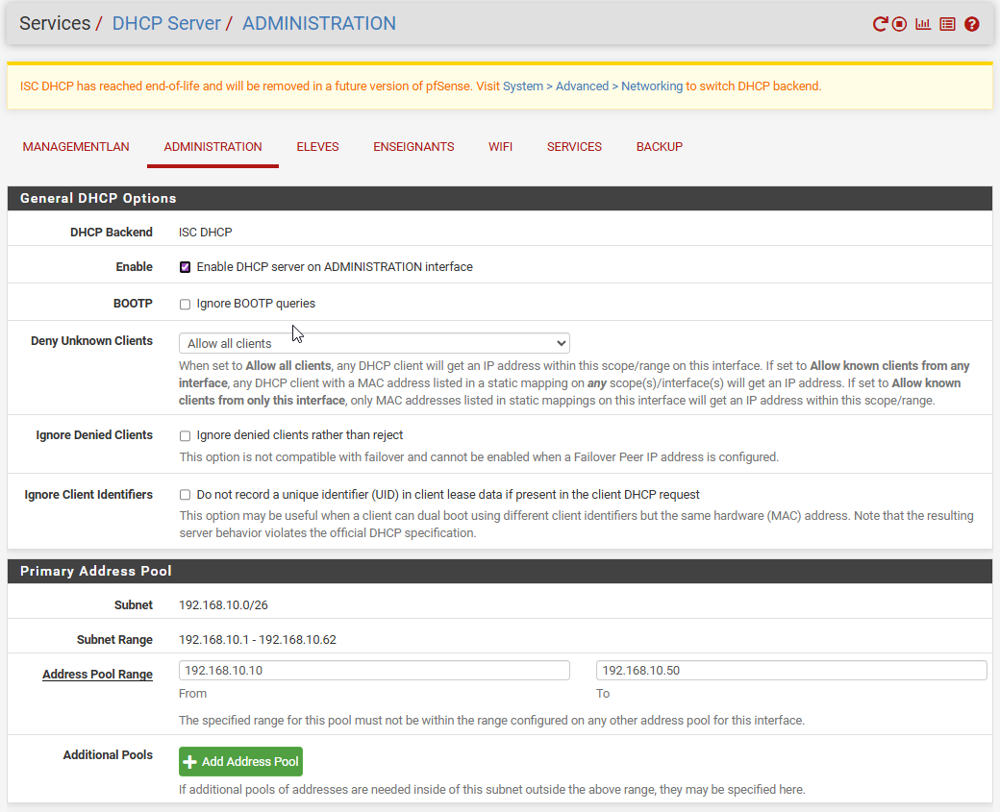 Services / DHCP Server / ADMINISTRATION
ISC DHCP has reached end-of-life and will be removed in a future version of pfSense. Visit System > Advanced > Networking to switch DHCP backend.
MANAGEMENTLAN ADMINISTRATION ELEVES ENSEIGNANTS WIFI SERVICES BACKUP
General DHCP Options
DHCP Backend ISC DHCP
Enable Enable DHCP server on ADMINISTRATION interface
BOOTP Ignore BOOTP queries
Deny Unknown Clients Allow all clients
When set to Allow all clients, any DHCP client will get an IP address within this scope/range on this interface. If set to Allow known clients from any
interface, any DHCP client with a MAC address listed in a static mapping on any scope(s)/interface(s) will get an IP address. If set to Allow known
clients from only this interface, only MAC addresses listed in static mappings on this interface will get an IP address within this scope/range.
Ignore Denied Clients Ignore denied clients rather than reject
This option is not compatible with failover and cannot be enabled when a Failover Peer IP address is configured.
Ignore Client Identifiers Do not record a unique identifier (UID) in client lease data if present in the client DHCP request
This option may be useful when a client can dual boot using different client identifiers but the same hardware (MAC) address. Note that the resulting
server behavior violates the official DHCP specification.
Primary Address Pool
Subnet 192.168.10.0/26
Subnet Range 192.168.10.1 - 192.168.10.62
Address Pool Range 192.168.10.10 192.168.10.50
From To
The specified range for this pool must not be within the range configured on any other address pool for this interface.
Additional Pools Add Address Pool
If additional pools of addresses are needed inside of this subnet outside the above range, they may be specified here.